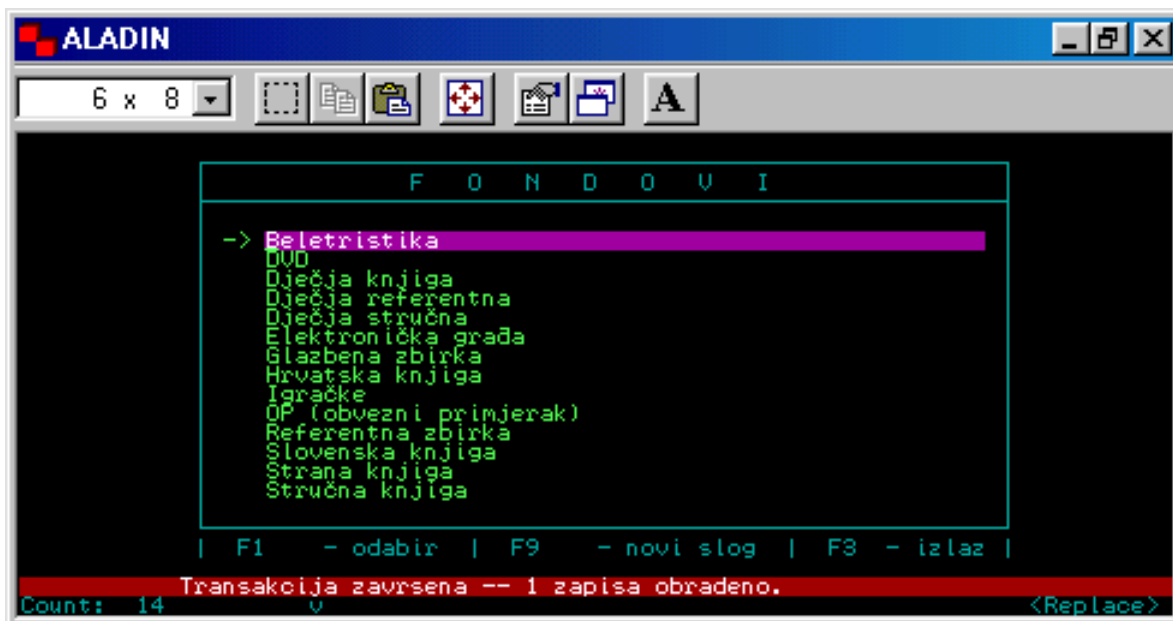 ALADIN
6 x 8 A
F O N D O V I
-> Beletristika
DVD
Dječja knjiga
Dječja referentna
Dječja stručna
Elektronička građa
Glazbena zbirka
Hrvatska knjiga
Igračke
OP (obvezni primjerak)
Referentna zbirka
Slovenska knjiga
Strana knjiga
Stručna knjiga
| F1 - odabir | F9 - novi slog | F3 - izlaz |
Transakcija zavrsena -- 1 zapisa obradeno.
Count: 14 v <Replace>